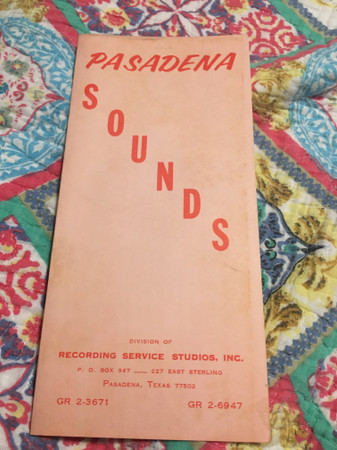 PASADENA
SOUNDS
DIVISION OF
RECORDING SERVICE STUDIOS, INC.
P. O. BOX 947 —— 227 EAST STERLING
PASADENA, TEXAS 77502
GR 2-3671 GR 2-6947